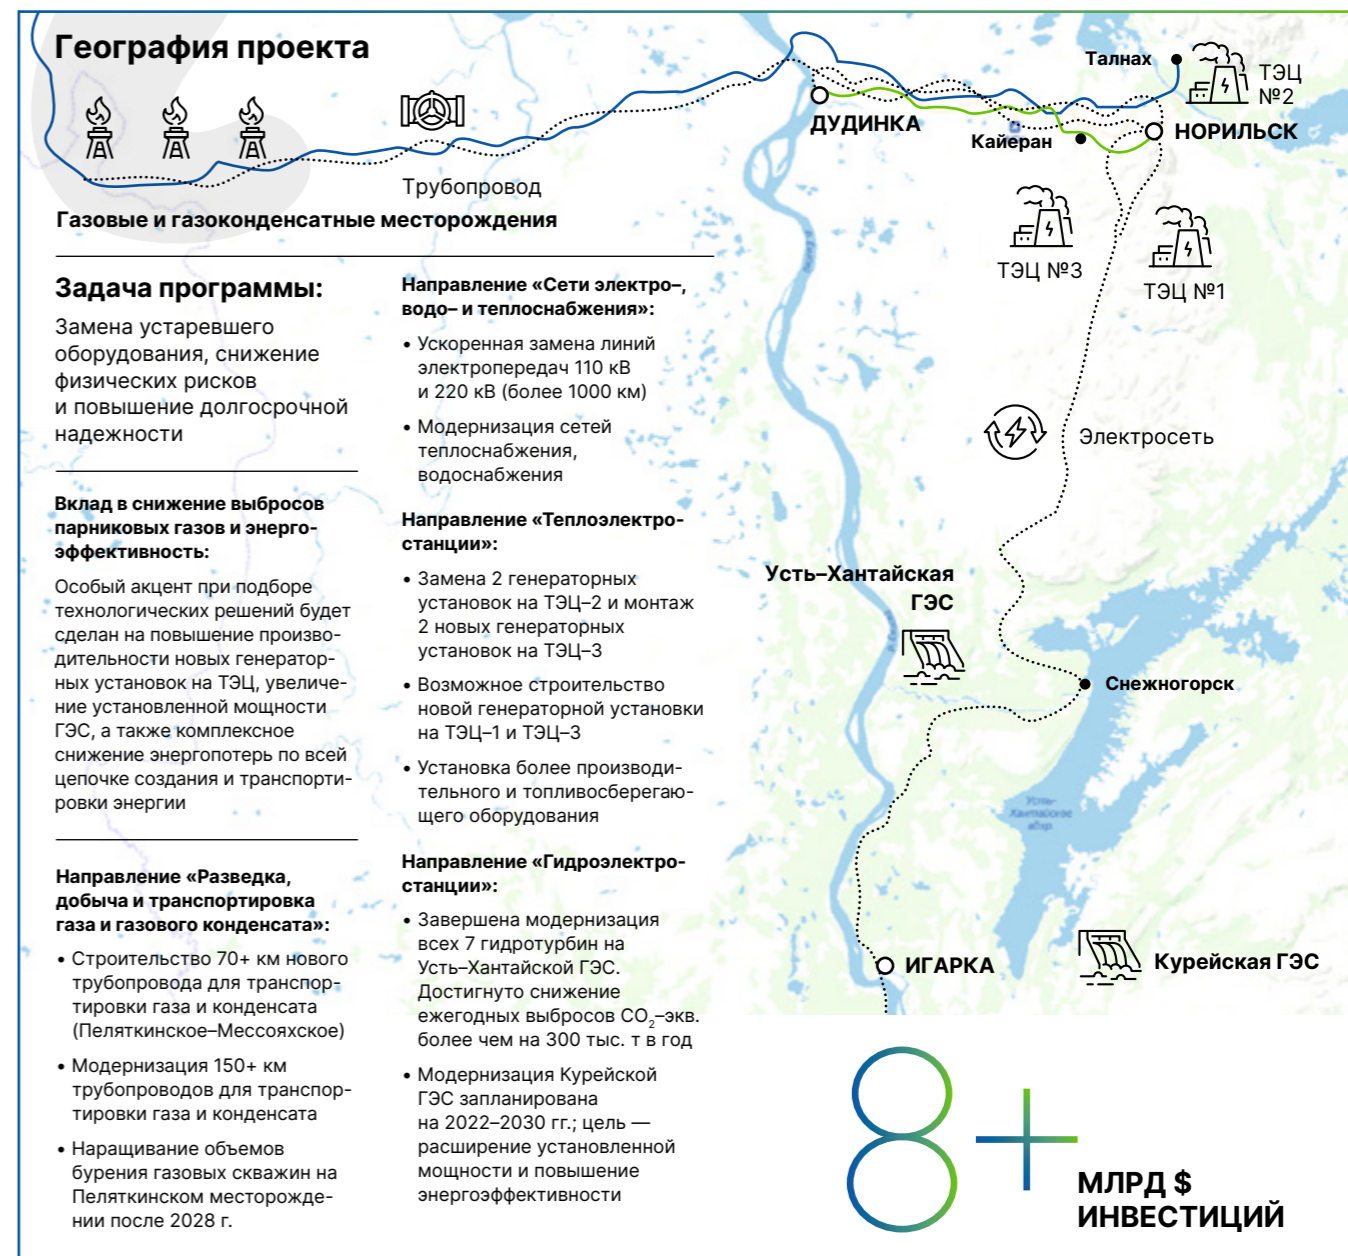 География проекта
Талнах
ТЭЦ
№2
ДУДИНКА
НОРИЛЬСК
Кайеран
Трубопровод
Газовые и газоконденсатные месторождения
ТЭЦ №3
ТЭЦ №1
Электросеть
Усть–Хантайская
ГЭС
Снежногорск
Усть-
Хантайское
вдхр.
ИГАРКА
Курейская ГЭС
Задача программы:
Замена устаревшего
оборудования, снижение
физических рисков
и повышение долгосрочной
надежности
Вклад в снижение выбросов
парниковых газов и энерго-
эффективность:
Особый акцент при подборе
технологических решений будет
сделан на повышение произво-
дительности новых генератор-
ных установок на ТЭЦ, увеличе-
ние установленной мощности
ГЭС, а также комплексное
снижение энергопотерь по всей
цепочке создания и транспорти-
ровки энергии
Направление «Разведка,
добыча и транспортировка
газа и газового конденсата»:
• Строительство 70+ км нового
трубопровода для транспор-
тировки газа и конденсата
(Пеляткинское–Мессояхское)
• Модернизация 150+ км
трубопроводов для транспор-
тировки газа и конденсата
• Наращивание объемов
бурения газовых скважин на
Пеляткинском месторожде-
нии после 2028 г.
Направление «Сети электро–,
водо– и теплоснабжения»:
• Ускоренная замена линий
электропередач 110 кВ
и 220 кВ (более 1000 км)
• Модернизация сетей
теплоснабжения,
водоснабжения
Направление «Теплоэлектро-
станции»:
• Замена 2 генераторных
установок на ТЭЦ–2 и монтаж
2 новых генераторных
установок на ТЭЦ–3
• Возможное строительство
новой генераторной установки
на ТЭЦ–1 и ТЭЦ–3
• Установка более производи-
тельного и топливосберегаю-
щего оборудования
Направление «Гидроэлектро-
станции»:
• Завершена модернизация
всех 7 гидротурбин на
Усть–Хантайской ГЭС.
Достигнуто снижение
ежегодных выбросов CO₂–экв.
более чем на 300 тыс. т в год
• Модернизация Курейской
ГЭС запланирована
на 2022–2030 гг.; цель —
расширение установленной
мощности и повышение
энергоэффективности
8+
МЛРД $
ИНВЕСТИЦИЙ